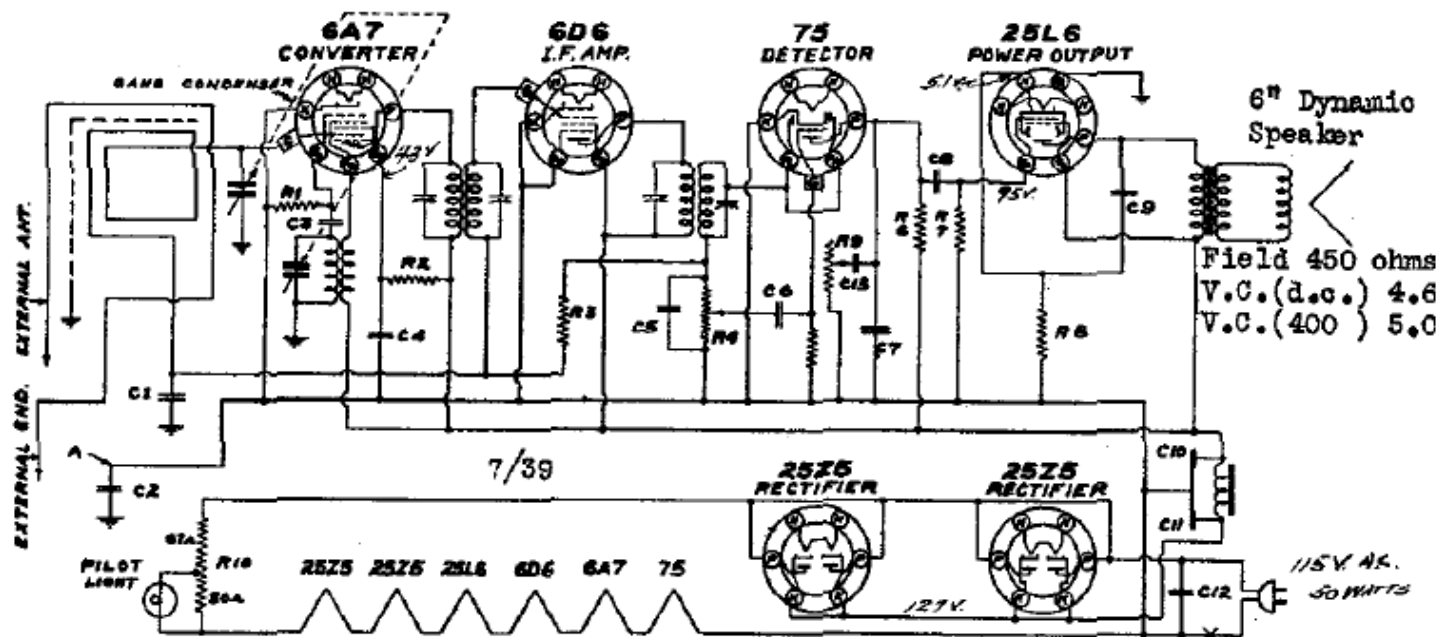 6A7
CONVERTER
6D6
I.F. AMP.
75
DETECTOR
25L6
POWER OUTPUT
GANG CONDENSER
5.1v
6" Dynamic
Speaker
43V
R1
C3
R2
C4
R3
C5
R4
C6
R9
C13
C7
R6
C8
R7
95V.
C9
R8
Field 450 ohms
V.C.(d.c.) 4.6
V.C.(400 ) 5.0
EXTERNAL ANT.
EXTERNAL GND.
C1
A
C2
7/39
25Z5
RECTIFIER
25Z5
RECTIFIER
C10
C11
PILOT
LIGHT
R10
25Z5 25Z5 25L6 6D6 6A7 75
127V.
C12
115V. AC.
50 WATTS
X